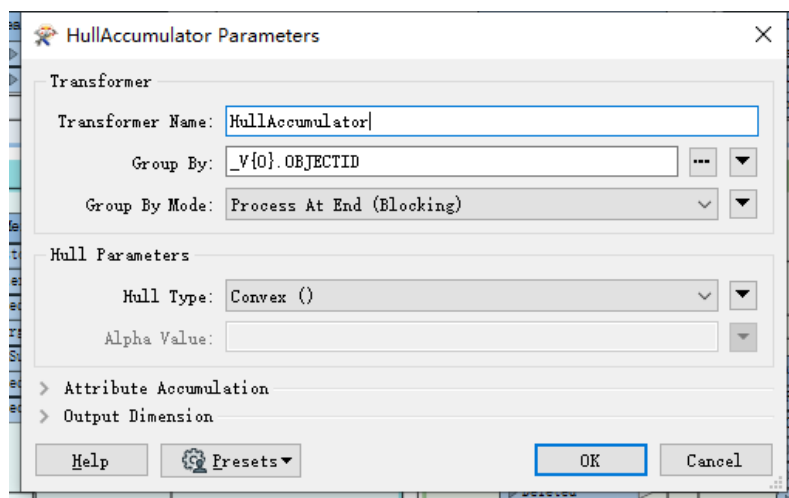 HullAccumulator Parameters
Transformer
Transformer Name: HullAccumulator
Group By: _V{0}.OBJECTID
Group By Mode: Process At End (Blocking)
Hull Parameters
Hull Type: Convex ()
Alpha Value:
Attribute Accumulation
Output Dimension
Help Presets OK Cancel